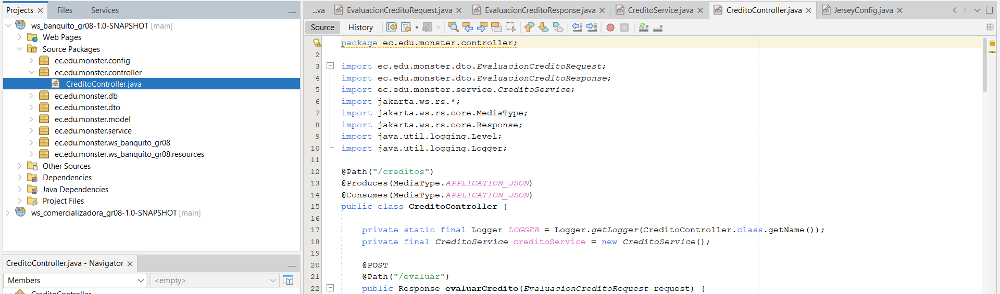 Projects
Files
Services
ws_banquito_gr08-1.0-SNAPSHOT [main]
Web Pages
Source Packages
ec.edu.monster.config
ec.edu.monster.controller
CreditoController.java
ec.edu.monster.db
ec.edu.monster.dto
ec.edu.monster.model
ec.edu.monster.service
ec.edu.monster.ws_banquito_gr08
ec.edu.monster.ws_banquito_gr08.resources
Other Sources
Dependencies
Java Dependencies
Project Files
ws_comercializadora_gr08-1.0-SNAPSHOT [main]
CreditoController.java - Navigator
Members
<empty>
CreditoController
...va
EvaluacionCreditoRequest.java
EvaluacionCreditoResponse.java
CreditoService.java
CreditoController.java
JerseyConfig.java
Source
History
package ec.edu.monster.controller;
2
3 import ec.edu.monster.dto.EvaluacionCreditoRequest;
4 import ec.edu.monster.dto.EvaluacionCreditoResponse;
5 import ec.edu.monster.service.CreditoService;
6 import jakarta.ws.rs.*;
7 import jakarta.ws.rs.core.MediaType;
8 import jakarta.ws.rs.core.Response;
9 import java.util.logging.Level;
10 import java.util.logging.Logger;
11
12 @Path("/creditos")
13 @Produces(MediaType.APPLICATION_JSON)
14 @Consumes(MediaType.APPLICATION_JSON)
15 public class CreditoController {
16
17 private static final Logger LOGGER = Logger.getLogger(CreditoController.class.getName());
18 private final CreditoService creditoService = new CreditoService();
19
20 @POST
21 @Path("/evaluar")
22 public Response evaluarCredito(EvaluacionCreditoRequest request) {